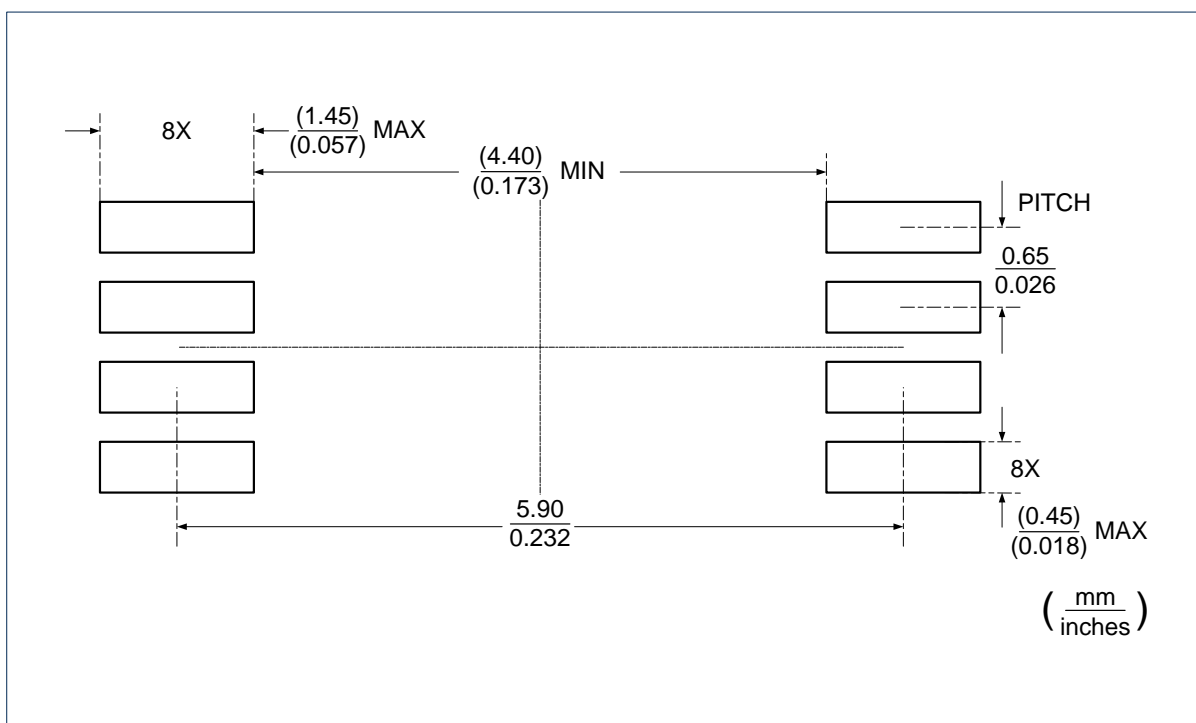 8X
(1.45)
(0.057)
MAX
(4.40)
(0.173)
MIN
PITCH
0.65
0.026
8X
5.90
0.232
(0.45)
(0.018)
MAX
(mm
inches)